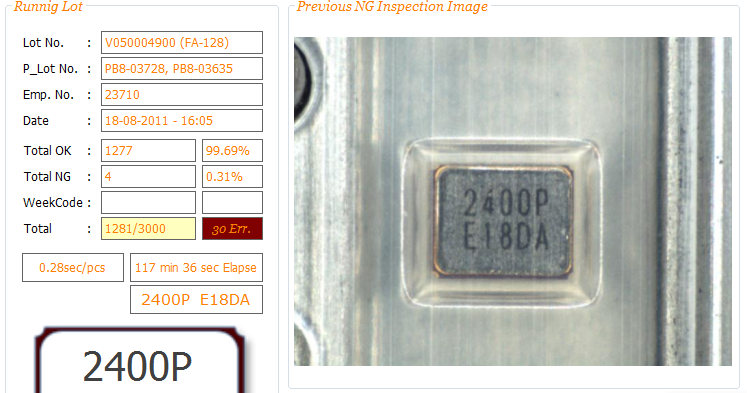 Runnig Lot
Lot No. : V050004900 (FA-128)
P_Lot No. : PB8-03728, PB8-03635
Emp. No. : 23710
Date : 18-08-2011 - 16:05
Total OK : 1277 99.69%
Total NG : 4 0.31%
WeekCode :
Total : 1281/3000 30 Err.
0.28sec/pcs 117 min 36 sec Elapse
2400P E18DA
2400P
Previous NG Inspection Image
2400P
E18DA